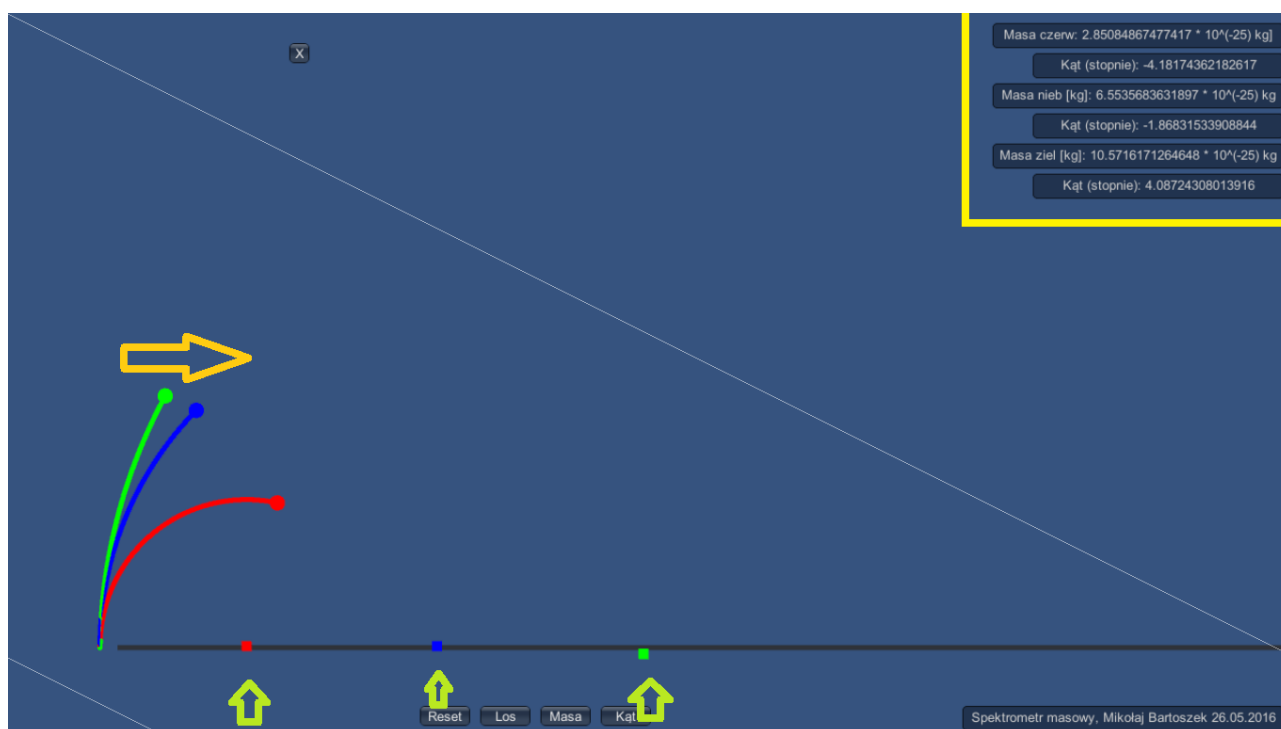 X
Masa czerw: 2.85084867477417 * 10^(-25) kg]
Kąt (stopnie): -4.18174362182617
Masa nieb [kg]: 6.5535683631897 * 10^(-25) kg
Kąt (stopnie): -1.86831533908844
Masa ziel [kg]: 10.5716171264648 * 10^(-25) kg
Kąt (stopnie): 4.08724308013916
Reset Los Masa Kąt
Spektrometr masowy, Mikołaj Bartoszek 26.05.2016